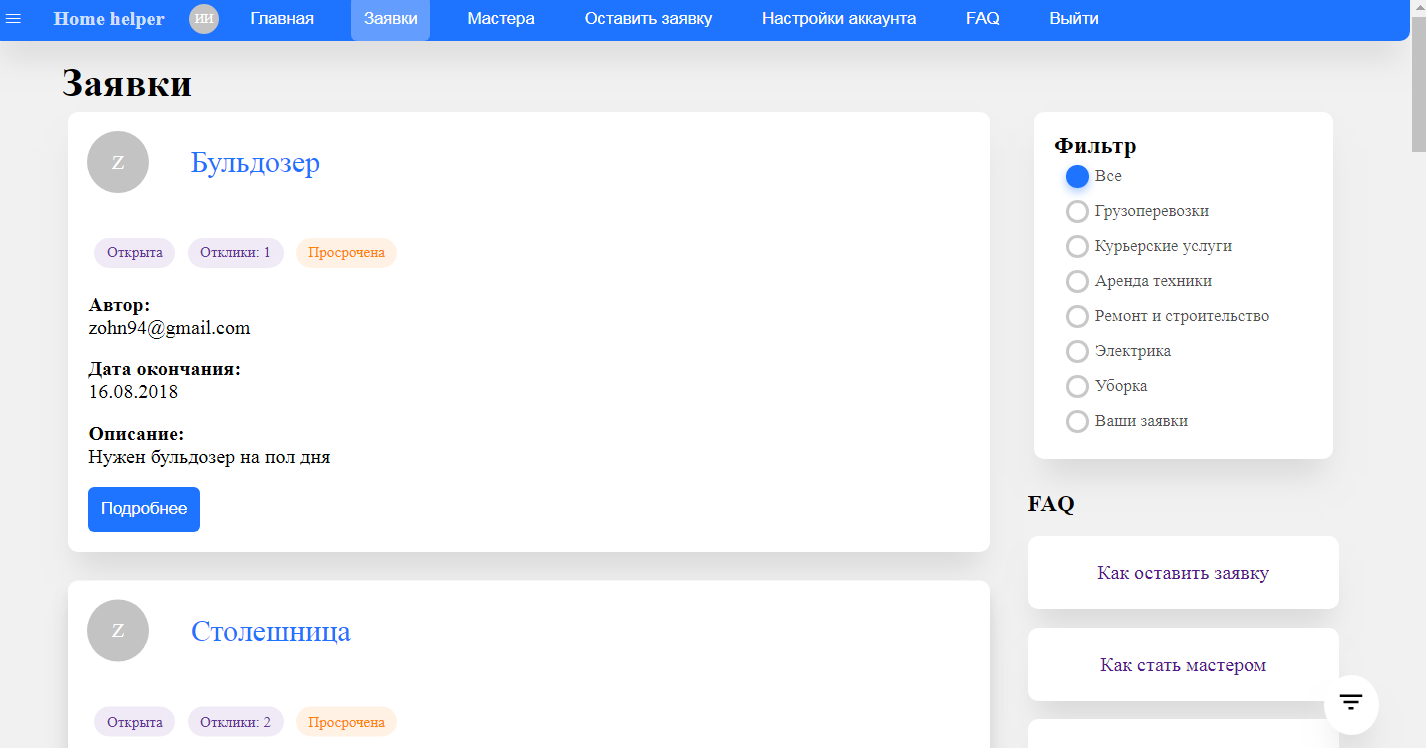 Home helper
ИИ
Главная
Заявки
Мастера
Оставить заявку
Настройки аккаунта
FAQ
Выйти
Заявки
Z
Бульдозер
Открыта
Отклики: 1
Просрочена
Автор:
zohn94@gmail.com
Дата окончания:
16.08.2018
Описание:
Нужен бульдозер на пол дня
Подробнее
Z
Столешница
Открыта
Отклики: 2
Просрочена
Фильтр
Все
Грузоперевозки
Курьерские услуги
Аренда техники
Ремонт и строительство
Электрика
Уборка
Ваши заявки
FAQ
Как оставить заявку
Как стать мастером